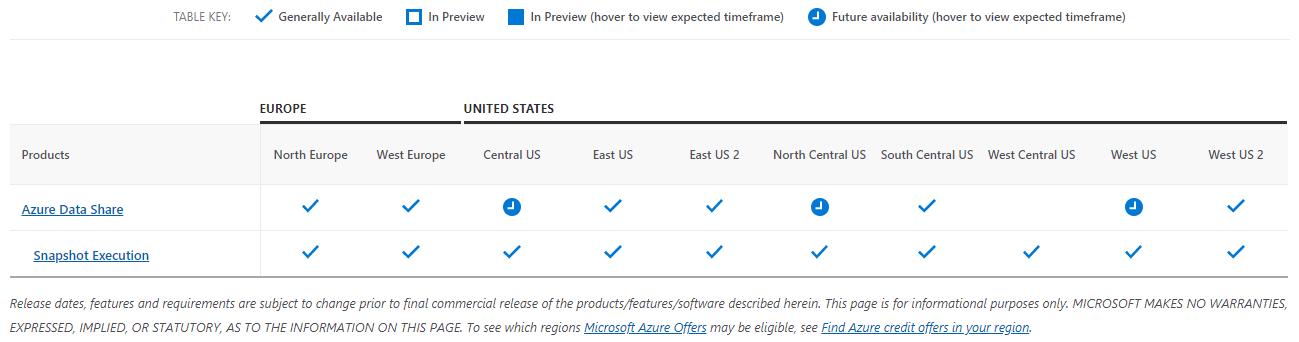 TABLE KEY: Generally Available In Preview In Preview (hover to view expected timeframe) Future availability (hover to view expected timeframe)
EUROPE UNITED STATES
Products North Europe West Europe Central US East US East US 2 North Central US South Central US West Central US West US West US 2
Azure Data Share
Snapshot Execution
Release dates, features and requirements are subject to change prior to final commercial release of the products/features/software described herein. This page is for informational purposes only. MICROSOFT MAKES NO WARRANTIES,
EXPRESSED, IMPLIED, OR STATUTORY, AS TO THE INFORMATION ON THIS PAGE. To see which regions Microsoft Azure Offers may be eligible, see Find Azure credit offers in your region.